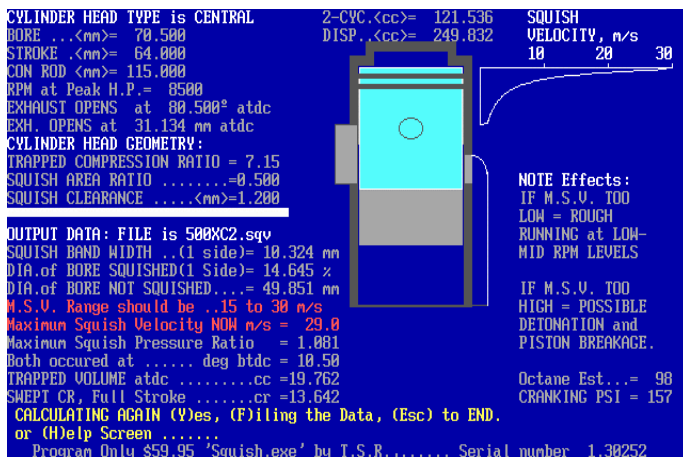 CYLINDER HEAD TYPE is CENTRAL
BORE ...<mm>= 70.500
STROKE .<mm>= 64.000
CON ROD <mm>= 115.000
RPM at Peak H.P.= 8500
EXHAUST OPENS at 80.500º atdc
EXH. OPENS at 31.134 mm atdc
CYLINDER HEAD GEOMETRY:
TRAPPED COMPRESSION RATIO = 7.15
SQUISH AREA RATIO ........=0.500
SQUISH CLEARANCE .....<mm>=1.200
2-CYC.<cc>= 121.536
DISP..<cc>= 249.832
SQUISH
VELOCITY, m/s
10 20 30
OUTPUT DATA: FILE is 500XC2.sqv
SQUISH BAND WIDTH ..(1 side)= 10.324 mm
DIA.of BORE SQUISHED(1 Side)= 14.645 %
DIA.of BORE NOT SQUISHED....= 49.851 mm
M.S.V. Range should be ..15 to 30 m/s
Maximum Squish Velocity NOW m/s = 29.0
Maximum Squish Pressure Ratio = 1.081
Both occured at ...... deg btdc = 10.50
TRAPPED VOLUME atdc .........cc =19.762
SWEPT CR, Full Stroke .......cr =13.642
NOTE Effects:
IF M.S.V. TOO
LOW = ROUGH
RUNNING at LOW-
MID RPM LEVELS
IF M.S.V. TOO
HIGH = POSSIBLE
DETONATION and
PISTON BREAKAGE.
Octane Est...= 98
CRANKING PSI = 157
CALCULATING AGAIN (Y)es, (F)iling the Data, (Esc) to END.
or (H)elp Screen .......
Program Only $59.95 'Squish.exe' by T.S.R........ Serial number 1.30252